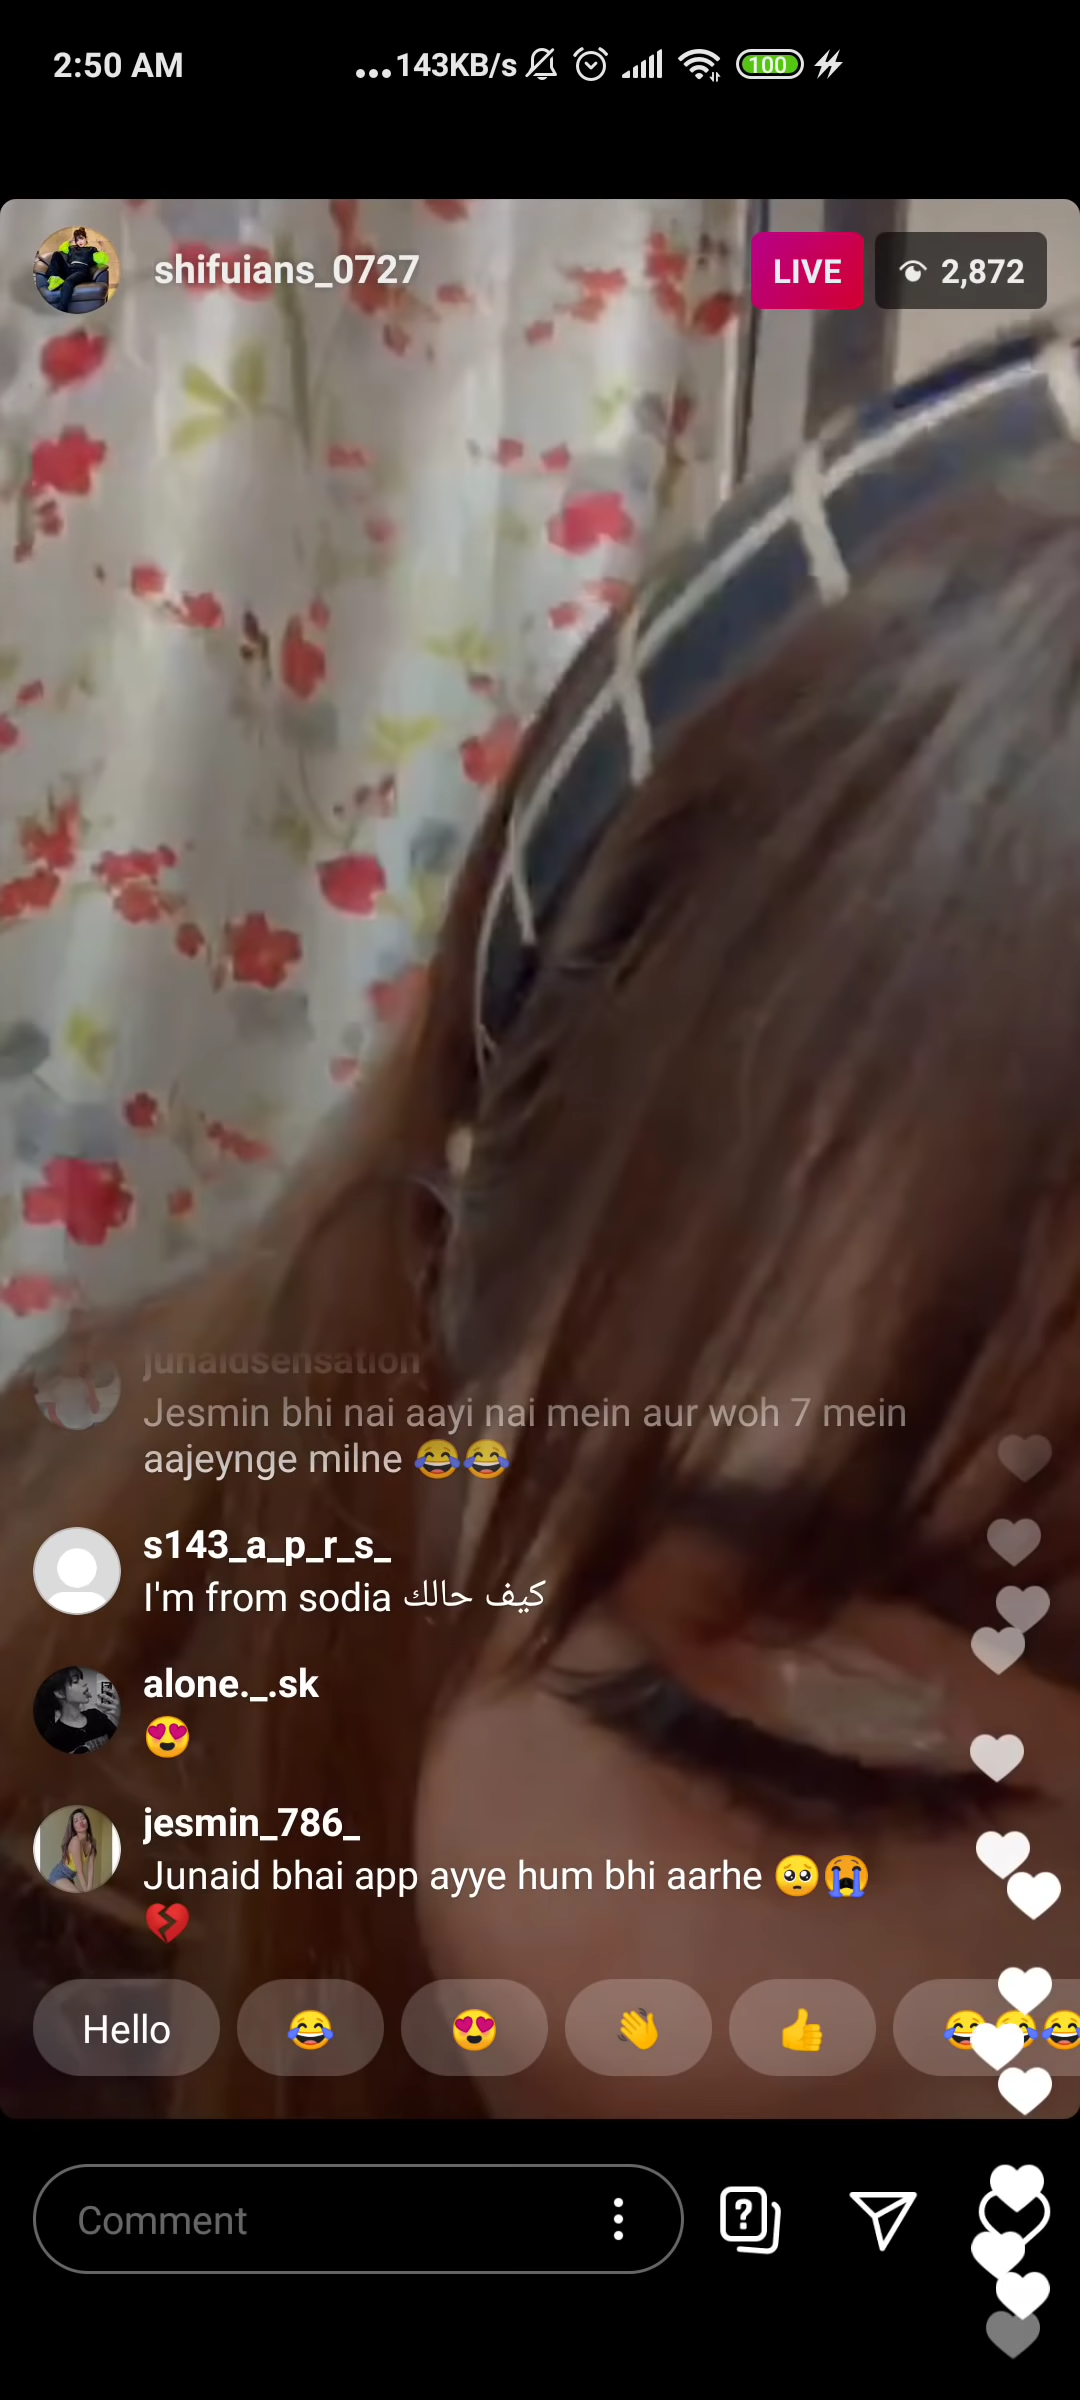 2:50 AM
...143KB/s
100
shifuians_0727
LIVE
2,872
junaidsensation
Jesmin bhi nai aayi nai mein aur woh 7 mein
aajeynge milne 😂😂
s143_a_p_r_s_
I'm from sodia كيف حالك
alone._.sk
😍
jesmin_786_
Junaid bhai app ayye hum bhi aarhe 🥺😭
💔
Hello 😂 😍 👋 👍 😂😂😂
Comment